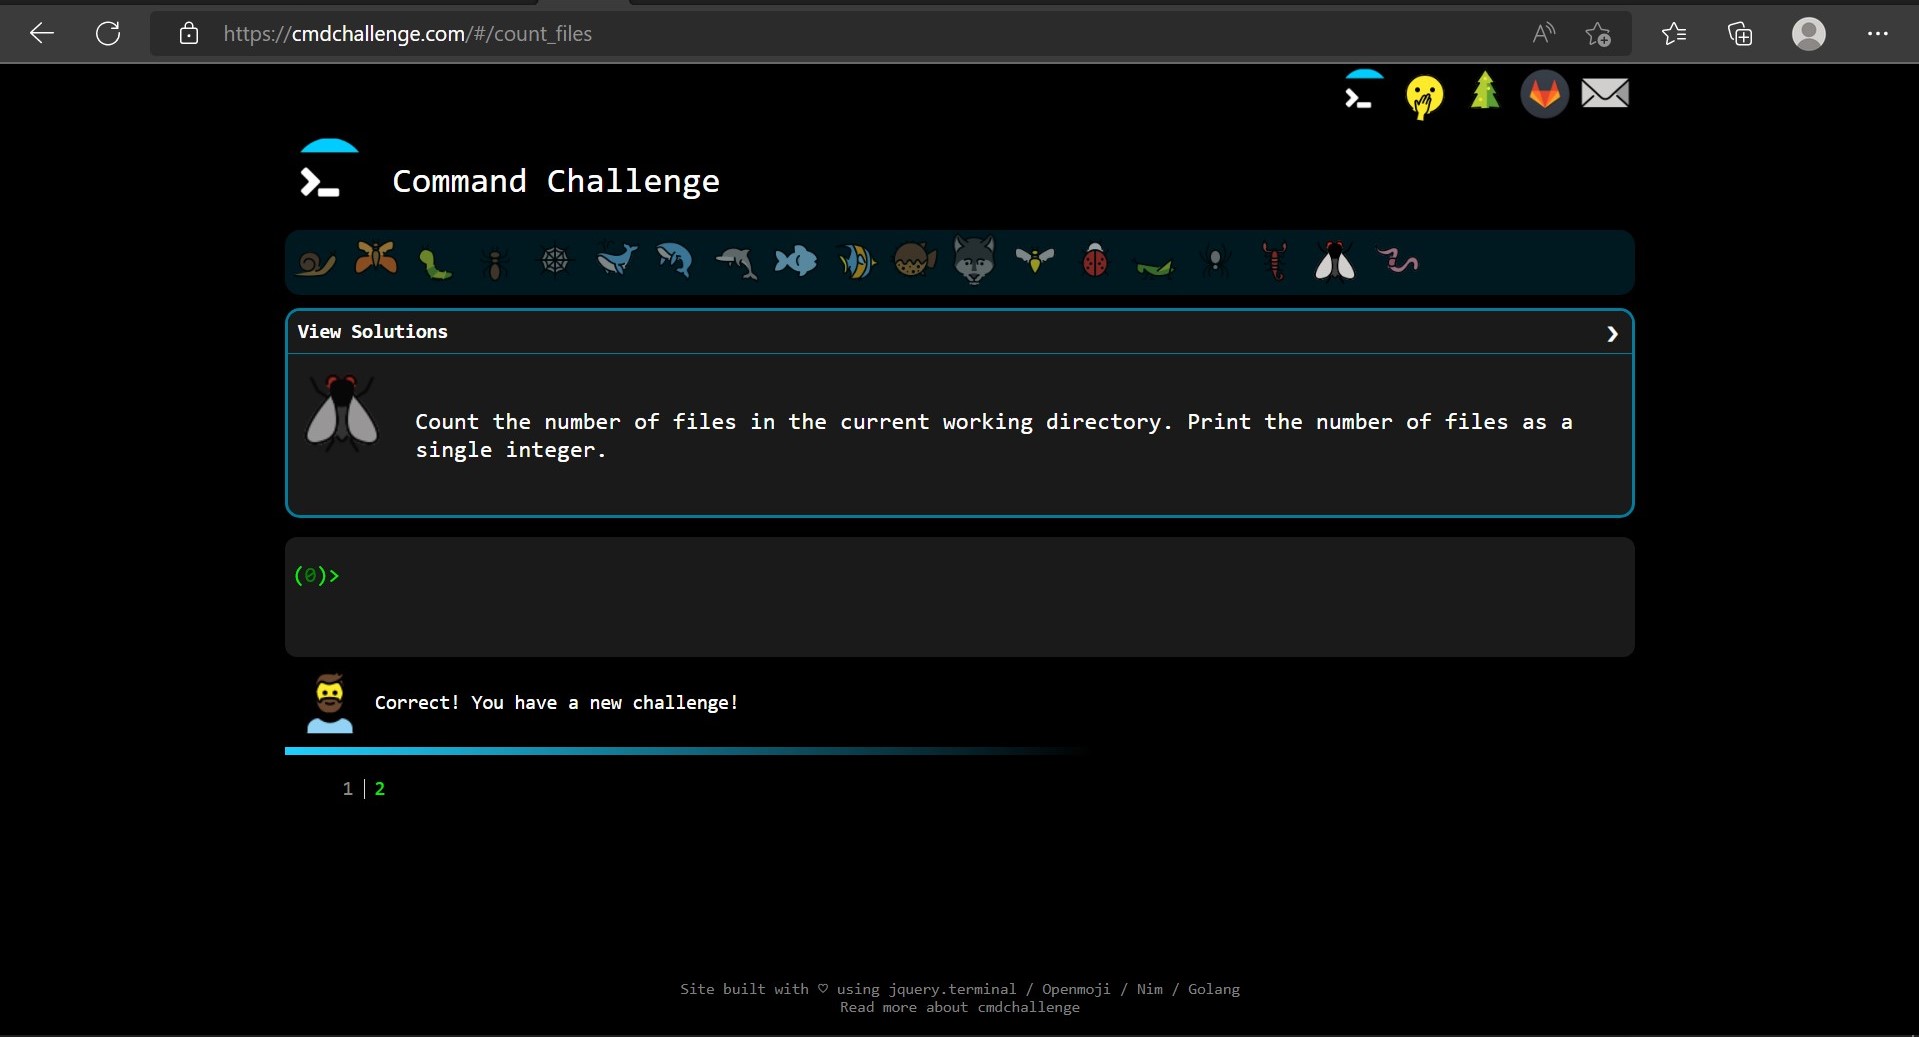 https://cmdchallenge.com/#/count_files
Command Challenge
View Solutions
Count the number of files in the current working directory. Print the number of files as a
single integer.
(0)>
Correct! You have a new challenge!
1 | 2
Site built with ♡ using jquery.terminal / Openmoji / Nim / Golang
Read more about cmdchallenge